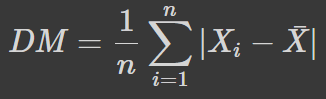 DM = \frac{1}{n} \sum_{i=1}^{n} |X_i - \bar{X}|